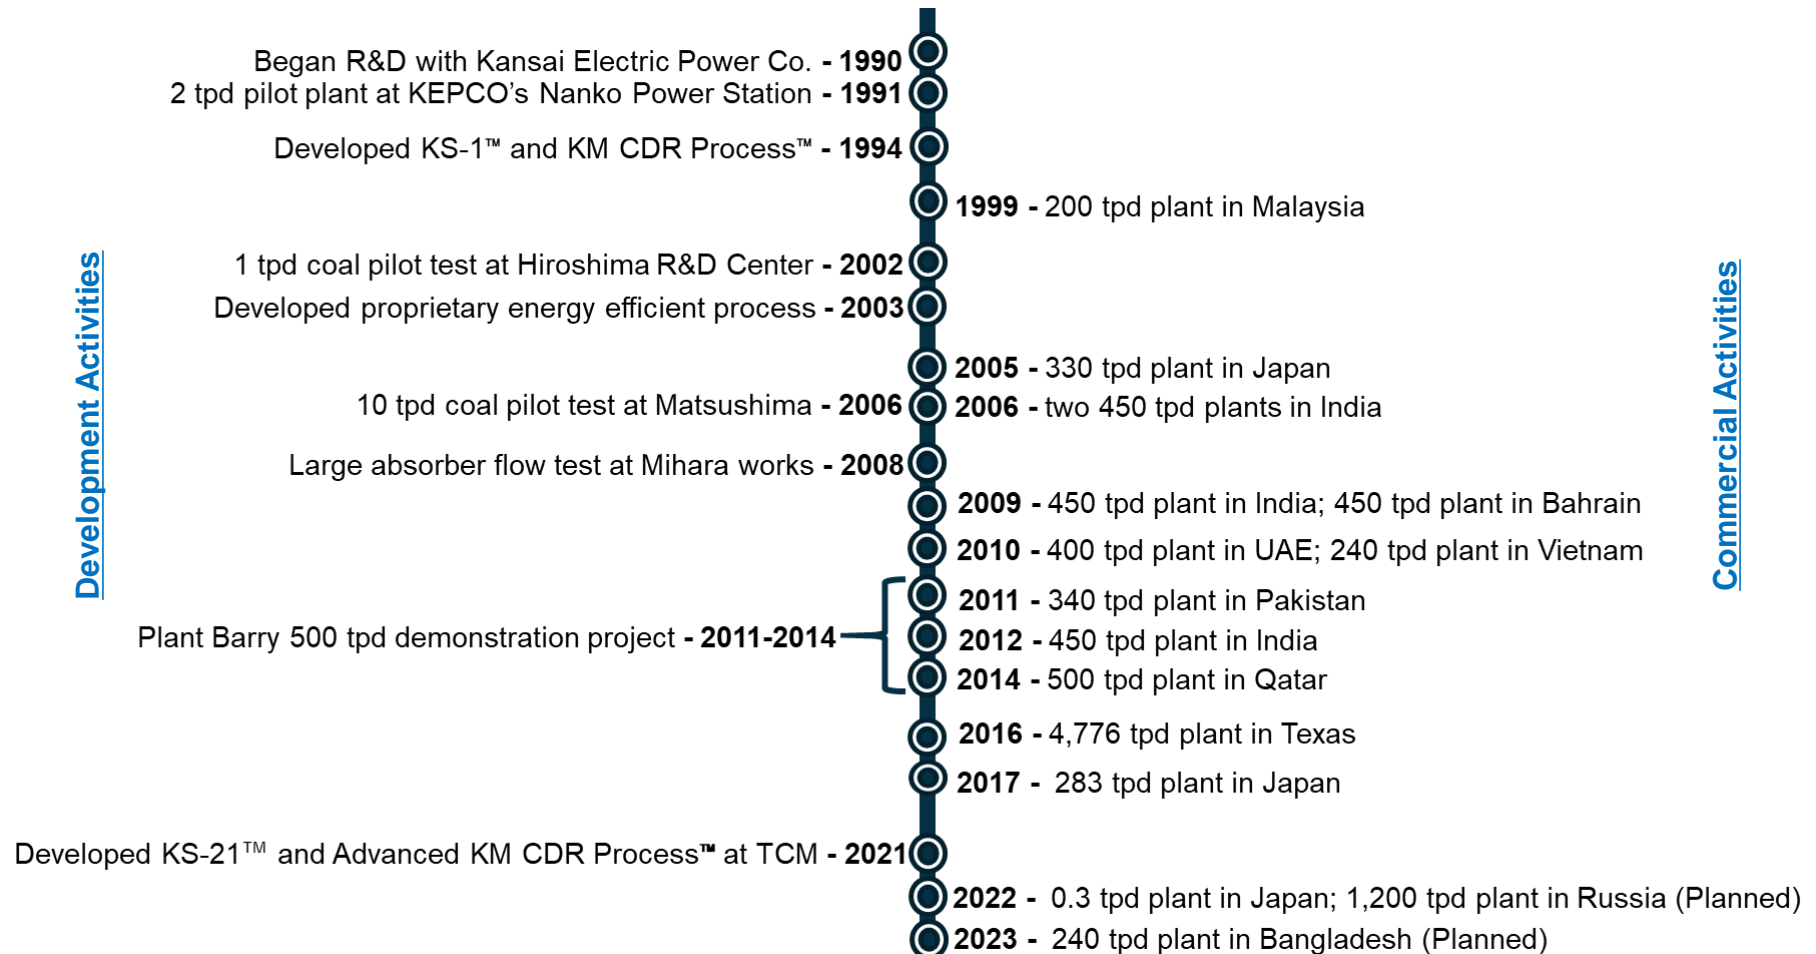 Began R&D with Kansai Electric Power Co. - 1990
2 tpd pilot plant at KEPCO’s Nanko Power Station - 1991
Developed KS-1™ and KM CDR Process™ - 1994
1999 - 200 tpd plant in Malaysia
Development Activities
Commercial Activities
1 tpd coal pilot test at Hiroshima R&D Center - 2002
Developed proprietary energy efficient process - 2003
2005 - 330 tpd plant in Japan
10 tpd coal pilot test at Matsushima - 2006
2006 - two 450 tpd plants in India
Large absorber flow test at Mihara works - 2008
2009 - 450 tpd plant in India; 450 tpd plant in Bahrain
2010 - 400 tpd plant in UAE; 240 tpd plant in Vietnam
2011 - 340 tpd plant in Pakistan
Plant Barry 500 tpd demonstration project - 2011-2014
2012 - 450 tpd plant in India
2014 - 500 tpd plant in Qatar
2016 - 4,776 tpd plant in Texas
2017 - 283 tpd plant in Japan
Developed KS-21™ and Advanced KM CDR Process™ at TCM - 2021
2022 - 0.3 tpd plant in Japan; 1,200 tpd plant in Russia (Planned)
2023 - 240 tpd plant in Bangladesh (Planned)